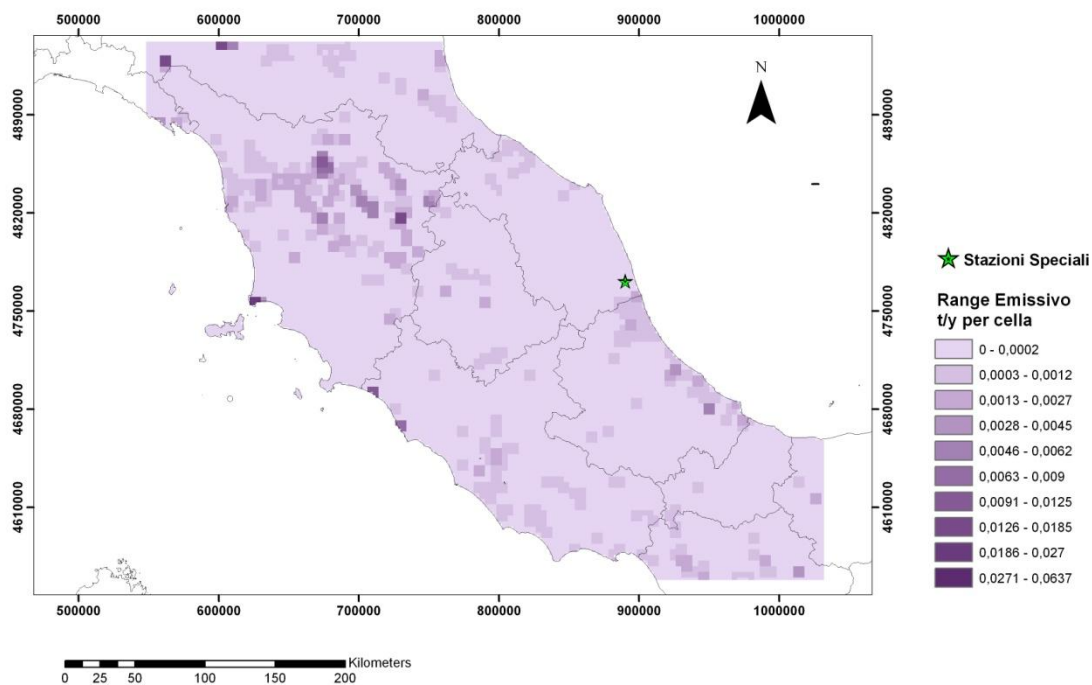 500000 600000 700000 800000 900000 1000000
4890000 4890000
4820000 4820000
4750000 4750000
4680000 4680000
4610000 4610000
N
500000 600000 700000 800000 900000 1000000
Kilometers
0 25 50 100 150 200
Stazioni Speciali
Range Emissivo
t/y per cella
0 - 0,0002
0,0003 - 0,0012
0,0013 - 0,0027
0,0028 - 0,0045
0,0046 - 0,0062
0,0063 - 0,009
0,0091 - 0,0125
0,0126 - 0,0185
0,0186 - 0,027
0,0271 - 0,0637